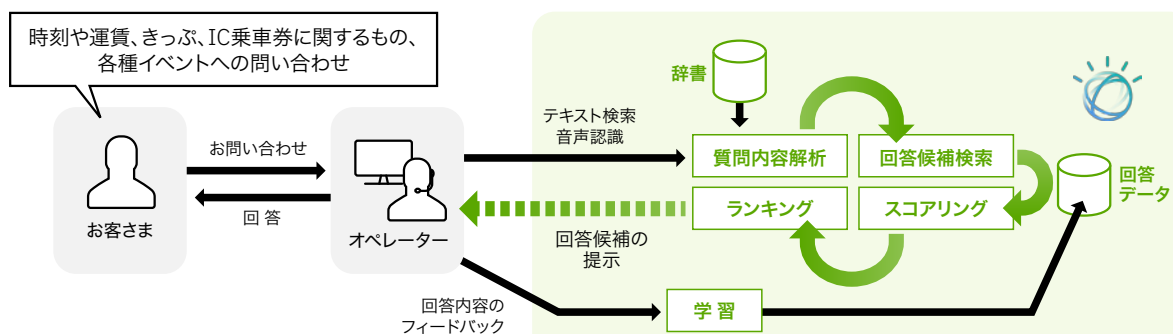 時刻や運賃、きっぷ、IC乗車券に関するもの、
各種イベントへの問い合わせ
お客さま
お問い合わせ
回 答
オペレーター
テキスト検索
音声認識
辞書
質問内容解析
回答候補検索
ランキング
スコアリング
回答
データ
回答候補の
提示
回答内容の
フィードバック
学 習